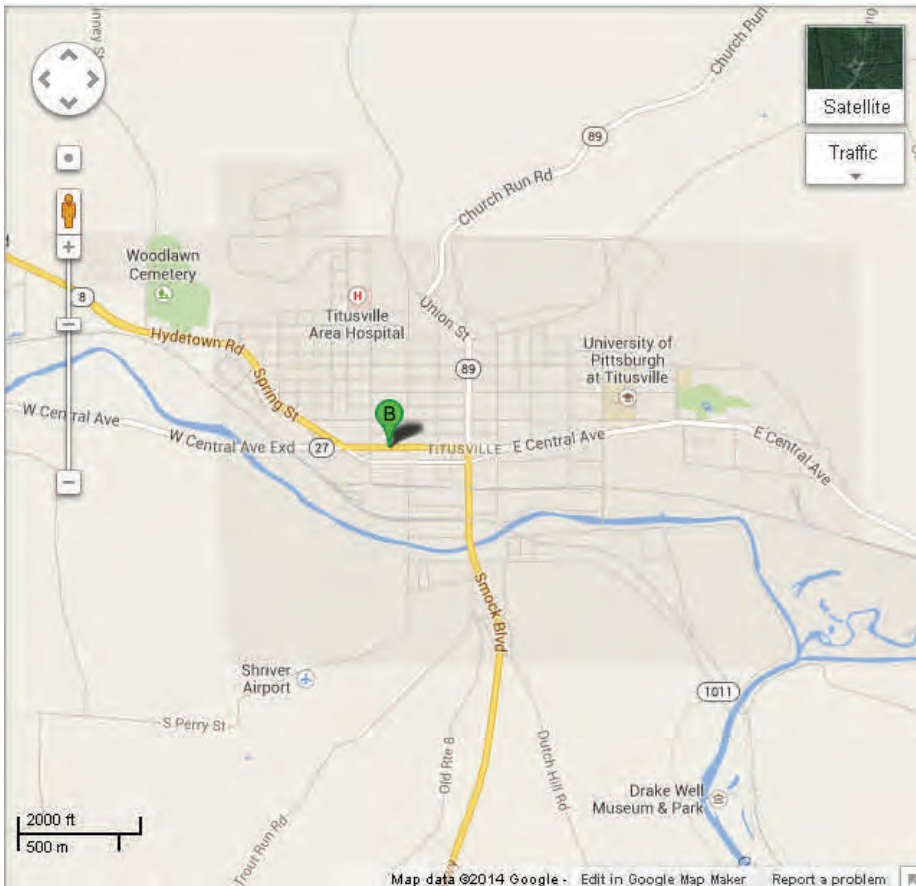 Church Run
Satellite
89
Traffic
Church Run Rd
Woodlawn
Cemetery
8
H
Titusville
Area Hospital
Union St
Hydetown Rd
University of
Pittsburgh
at Titusville
89
Spring St
W Central Ave
B
W Central Ave Exd
27
TITUSVILLE
E Central Ave
E Central Ave
Smock Blvd
Shriver
Airport
1011
S Perry St
Old Rte 8
Dutch Hill Rd
Drake Well
Museum & Park
2000 ft
500 m
Trout Run Rd
Map data ©2014 Google - Edit in Google Map Maker Report a problem